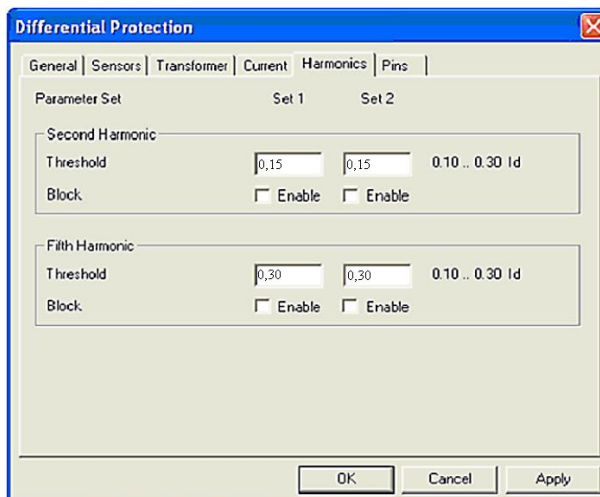 Differential Protection
General Sensors Transformer Current Harmonics Pins
Parameter Set Set 1 Set 2
Second Harmonic
Threshold 0,15 0,15 0.10 .. 0.30 Id
Block Enable Enable
Fifth Harmonic
Threshold 0,30 0,30 0.10 .. 0.30 Id
Block Enable Enable
OK Cancel Apply